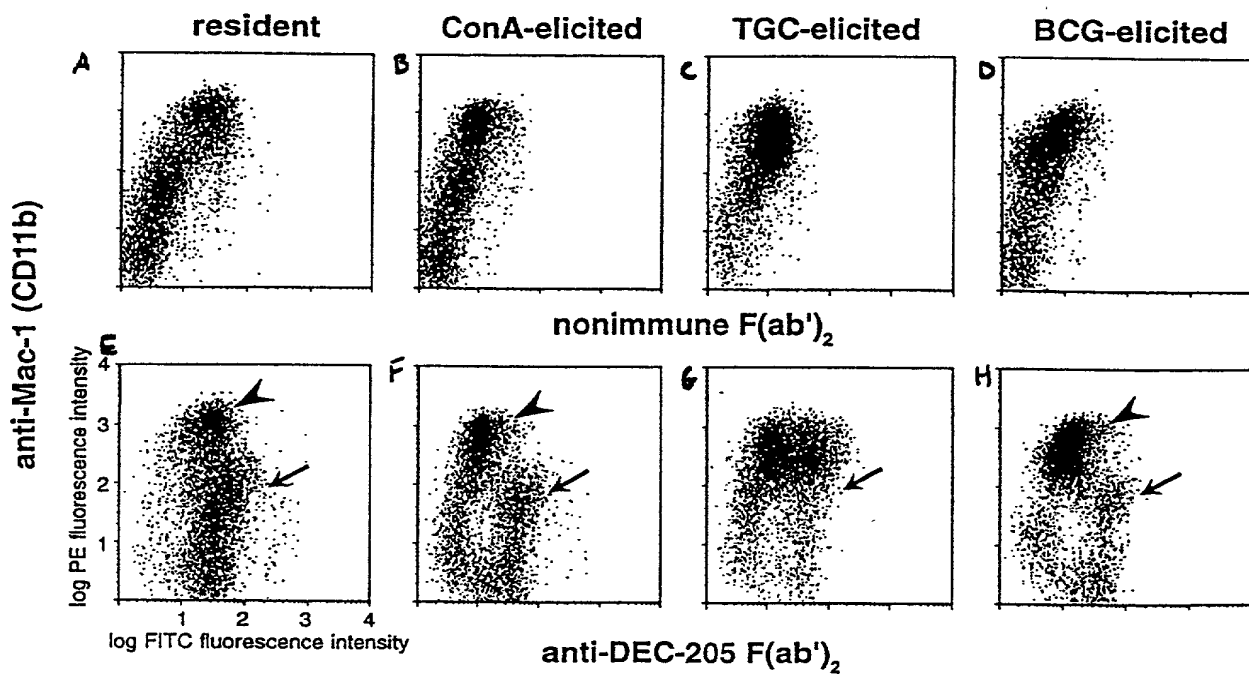 resident ConA-elicited TGC-elicited BCG-elicited
A B C D
anti-Mac-1 (CD11b)
nonimmune F(ab')₂
E F G H
log PE fluorescence intensity
4
3
2
1
1 2 3 4
log FITC fluorescence intensity
anti-DEC-205 F(ab')₂